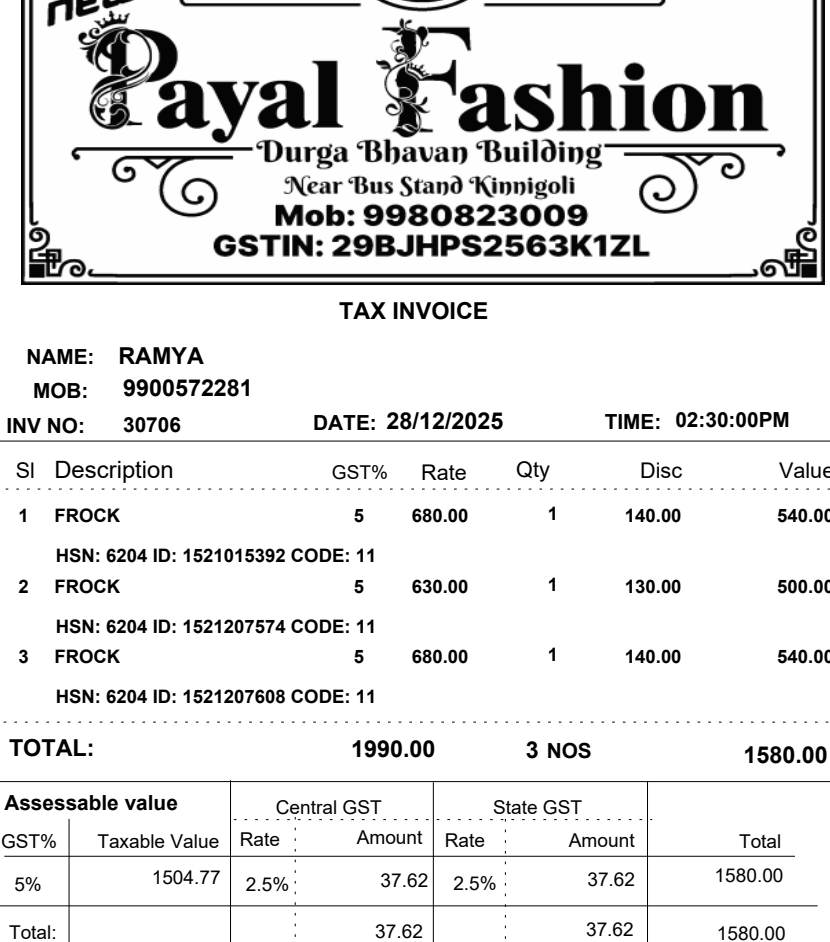 new
Payal Fashion
Durga Bhavan Building
Near Bus Stand Kinnigoli
Mob: 9980823009
GSTIN: 29BJHPS2563K1ZL
TAX INVOICE
NAME: RAMYA
MOB: 9900572281
INV NO: 30706 DATE: 28/12/2025 TIME: 02:30:00PM
Sl Description GST% Rate Qty Disc Value
1 FROCK 5 680.00 1 140.00 540.00
HSN: 6204 ID: 1521015392 CODE: 11
2 FROCK 5 630.00 1 130.00 500.00
HSN: 6204 ID: 1521207574 CODE: 11
3 FROCK 5 680.00 1 140.00 540.00
HSN: 6204 ID: 1521207608 CODE: 11
TOTAL: 1990.00 3 NOS 1580.00
Assessable value Central GST State GST
GST% Taxable Value Rate Amount Rate Amount Total
5% 1504.77 2.5% 37.62 2.5% 37.62 1580.00
Total: 37.62 37.62 1580.00